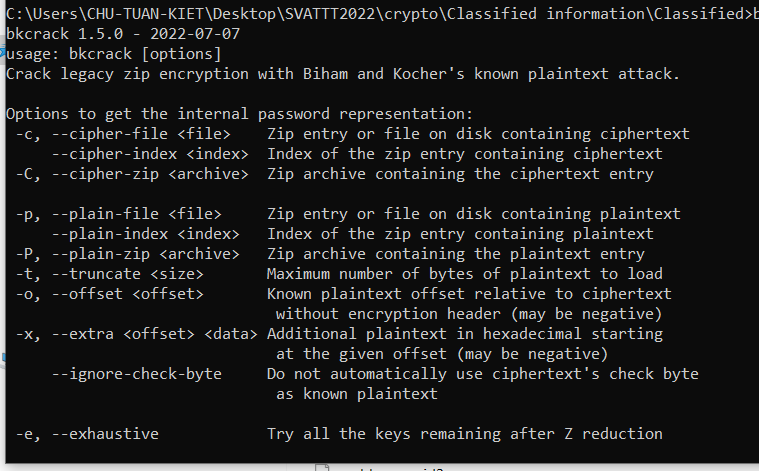 C:\Users\CHU-TUAN-KIET\Desktop\SVATTT2022\crypto\Classified information\Classified>b
bkcrack 1.5.0 - 2022-07-07
usage: bkcrack [options]
Crack legacy zip encryption with Biham and Kocher's known plaintext attack.

Options to get the internal password representation:
 -c, --cipher-file <file>    Zip entry or file on disk containing ciphertext
     --cipher-index <index>  Index of the zip entry containing ciphertext
 -C, --cipher-zip <archive>  Zip archive containing the ciphertext entry

 -p, --plain-file <file>     Zip entry or file on disk containing plaintext
     --plain-index <index>   Index of the zip entry containing plaintext
 -P, --plain-zip <archive>   Zip archive containing the plaintext entry
 -t, --truncate <size>       Maximum number of bytes of plaintext to load
 -o, --offset <offset>       Known plaintext offset relative to ciphertext
                              without encryption header (may be negative)
 -x, --extra <offset> <data> Additional plaintext in hexadecimal starting
                              at the given offset (may be negative)
     --ignore-check-byte     Do not automatically use ciphertext's check byte
                              as known plaintext

 -e, --exhaustive            Try all the keys remaining after Z reduction